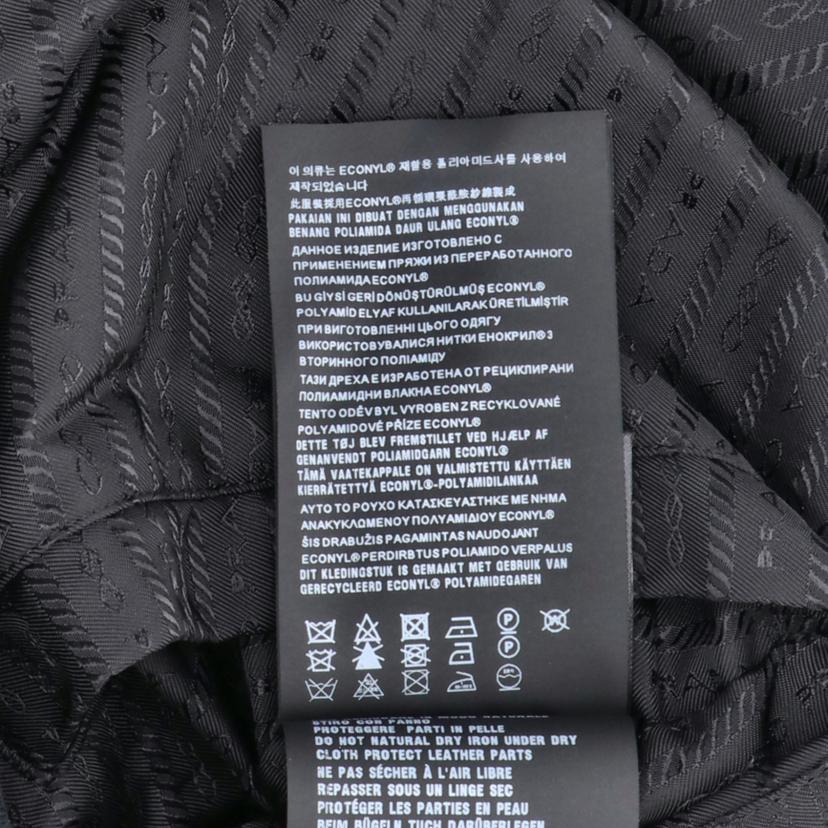 이 의류는 ECONYL® 재활용 폴리아미드사를 사용하여
제작되었습니다
此服裝採用ECONYL®再循環聚酰胺紗線製成
PAKAIAN INI DIBUAT DENGAN MENGGUNAKAN
BENANG POLIAMIDA DAUR ULANG ECONYL®
ДАННОЕ ИЗДЕЛИЕ ИЗГОТОВЛЕНО С
ПРИМЕНЕНИЕМ ПРЯЖИ ИЗ ПЕРЕРАБОТАННОГО
ПОЛИАМИДА ECONYL®
BU GİYSİ GERİ DÖNÜŞTÜRÜLMÜŞ ECONYL®
POLYAMİD ELYAF KULLANILARAK ÜRETİLMİŞTİR
ПРИ ВИГОТОВЛЕННІ ЦЬОГО ОДЯГУ
ВИКОРИСТОВУВАЛИСЯ НИТКИ ЕНОКРИЛ® З
ВТОРИННОГО ПОЛІАМІДУ
ТАЗИ ДРЕХА Е ИЗРАБОТЕНА ОТ РЕЦИКЛИРАНИ
ПОЛИАМИДНИ ВЛАКНА ECONYL®
TENTO ODĚV BYL VYROBEN Z RECYKLOVANÉ
POLYAMIDOVÉ PŘÍZE ECONYL®
DETTE TØJ BLEV FREMSTILLET VED HJÆLP AF
GENANVENDT POLIAMIDGARN ECONYL®
TÄMÄ VAATEKAPPALE ON VALMISTETTU KÄYTTÄEN
KIERRÄTETTYÄ ECONYL®-POLYAMIDILANKAA
ΑΥΤΟ ΤΟ ΡΟΥΧΟ ΚΑΤΑΣΚΕΥΑΣΤΗΚΕ ΜΕ ΝΗΜΑ
ΑΝΑΚΥΚΛΩΜΕΝΟΥ ΠΟΛΥΑΜΙΔΙΟΥ ECONYL®
ŠIS DRABUŽIS PAGAMINTAS NAUDOJANT
ECONYL® PERDIRBTUS POLIAMIDO VERPALUS
DIT KLEDINGSTUK IS GEMAAKT MET GEBRUIK VAN
GERECYCLEERD ECONYL® POLYAMIDEGAREN
P
P
STIRO CON PANNO
PROTEGGERE PARTI IN PELLE
DO NOT NATURAL DRY IRON UNDER DRY
CLOTH PROTECT LEATHER PARTS
NE PAS SÉCHER À L'AIR LIBRE
REPASSER SOUS UN LINGE SEC
PROTÉGER LES PARTIES EN PEAU
BEIM BÜGELN TUCH DARÜBERLEGEN